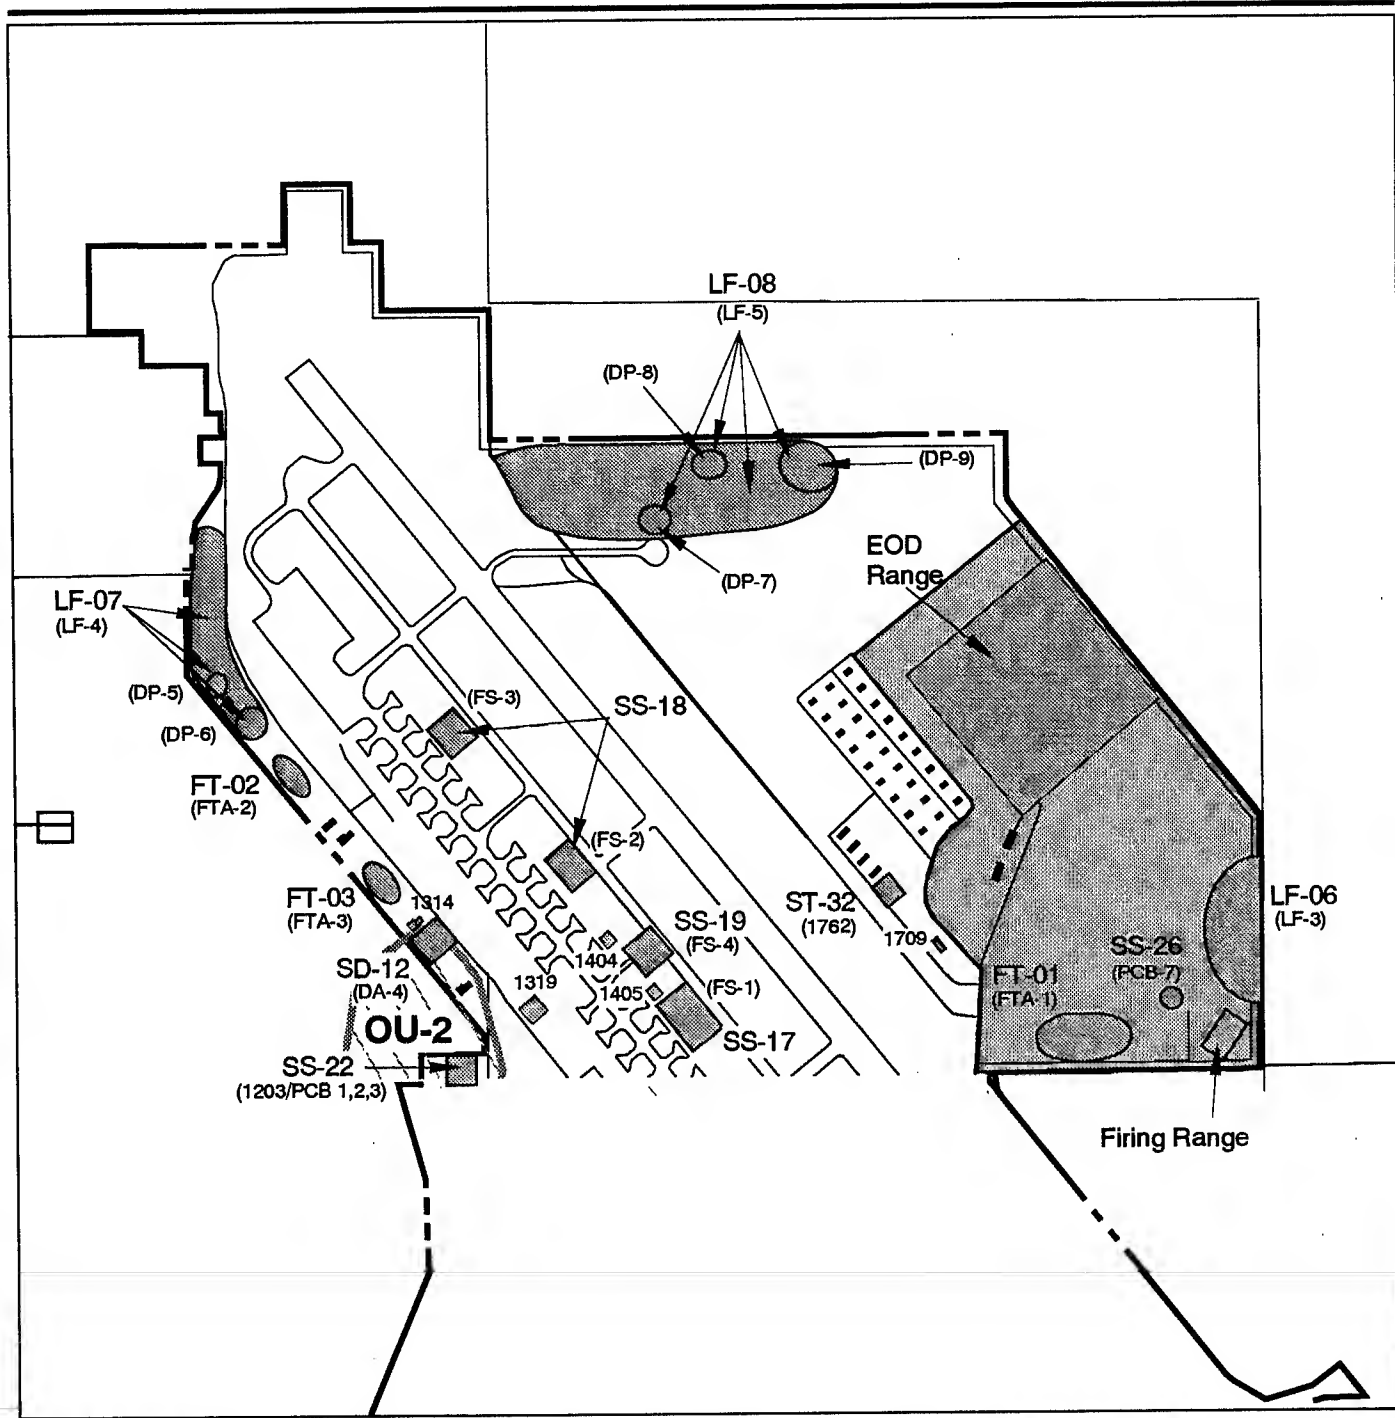 LF-08
(LF-5)
(DP-8)
(DP-9)
EOD
Range
(DP-7)
LF-07
(LF-4)
(DP-5)
(FS-3)
SS-18
(DP-6)
FT-02
(FTA-2)
(FS-2)
FT-03
(FTA-3)
1314
ST-32
(1762)
LF-06
(LF-3)
SS-19
(FS-4)
1709
1404
SS-26
(PCB-7)
SD-12
(DA-4)
1319
1405
(FS-1)
FT-01
(FTA-1)
OU-2
SS-17
SS-22
(1203/PCB 1,2,3)
Firing Range